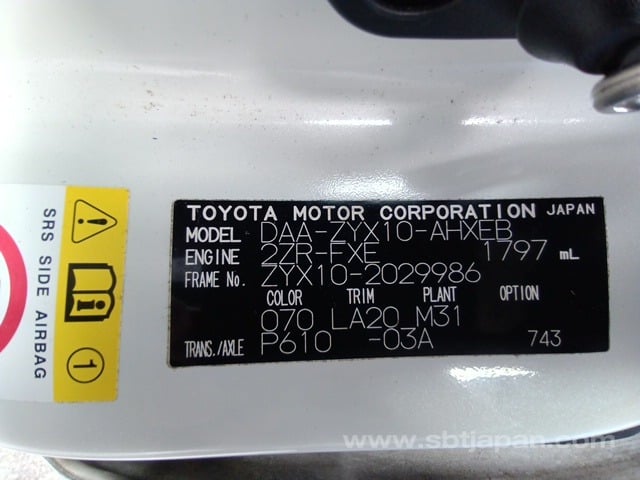 TOYOTA MOTOR CORPORATION JAPAN
MODEL DAA-ZYX10-AHXEB
ENGINE 2ZR-FXE 1797 mL
FRAME No. ZYX10-2029986
COLOR TRIM PLANT OPTION
070 LA20 M31
TRANS./AXLE P610 -03A 743
SRS SIDE AIRBAG
i
1
www.sbtjapan.com